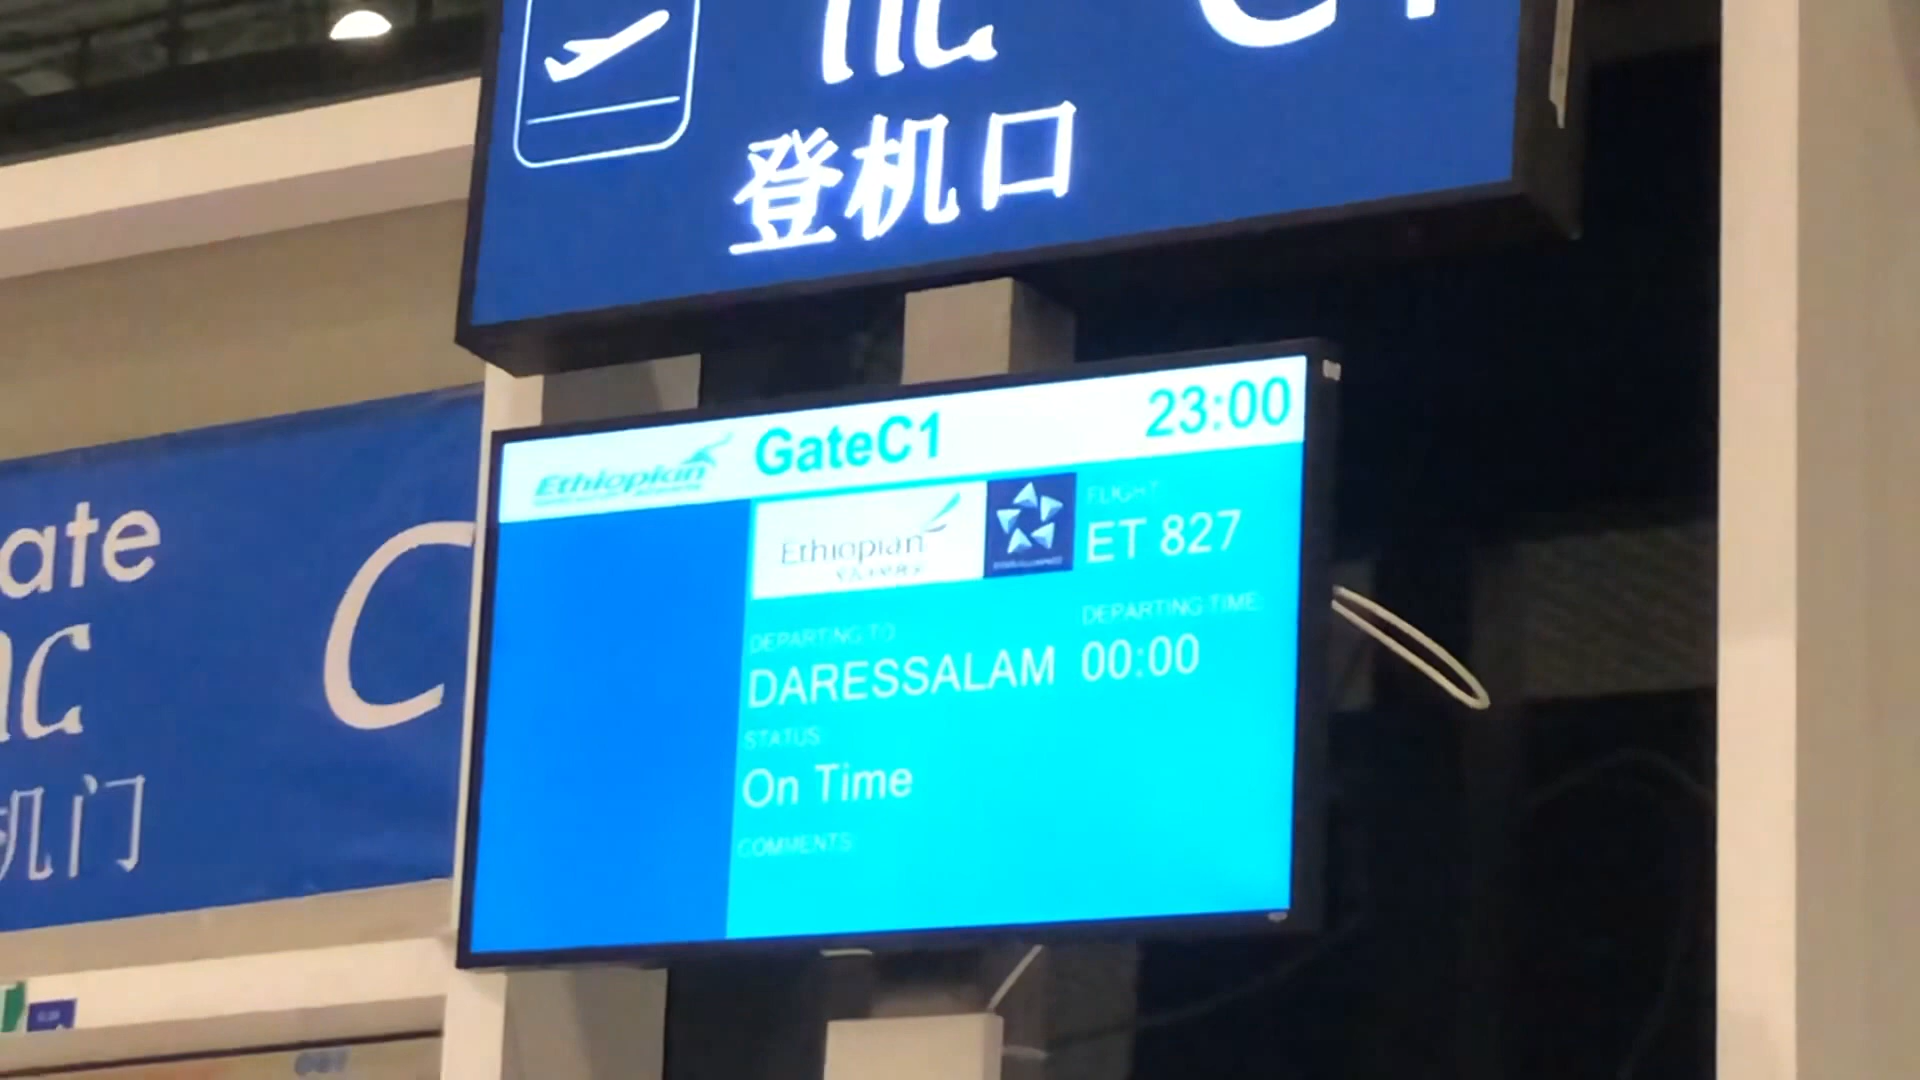 登机口
Ethiopian
GateC1
23:00
Ethiopian
FLIGHT
ET 827
DEPARTING TO
DEPARTING TIME:
DARESSALAM
00:00
STATUS:
On Time
COMMENTS:
ate
C
机门